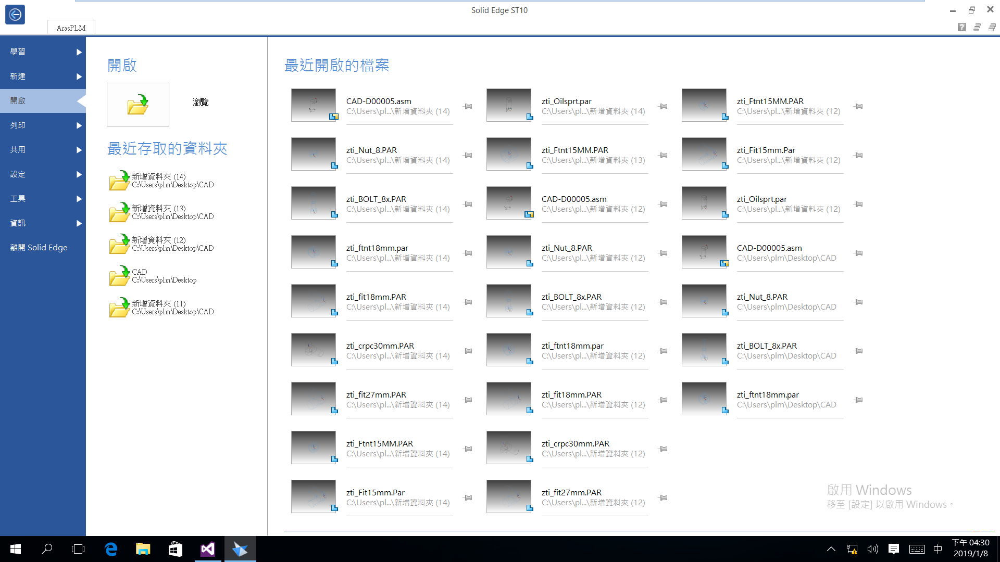 Solid Edge ST10
ArasPLM
學習
新建
開啟
列印
共用
設定
工具
資訊
離開 Solid Edge
開啟
瀏覽
最近存取的資料夾
新增資料夾 (14)
C:\Users\plm\Desktop\CAD
新增資料夾 (13)
C:\Users\plm\Desktop\CAD
新增資料夾 (12)
C:\Users\plm\Desktop\CAD
CAD
C:\Users\plm\Desktop
新增資料夾 (11)
C:\Users\plm\Desktop\CAD
最近開啟的檔案
CAD-D00005.asm
C:\Users\pl...\新增資料夾 (14)
zti_Nut_8.PAR
C:\Users\pl...\新增資料夾 (14)
zti_BOLT_8x.PAR
C:\Users\pl...\新增資料夾 (14)
zti_ftnt18mm.par
C:\Users\pl...\新增資料夾 (14)
zti_fit18mm.PAR
C:\Users\pl...\新增資料夾 (14)
zti_crpc30mm.PAR
C:\Users\pl...\新增資料夾 (14)
zti_fit27mm.PAR
C:\Users\pl...\新增資料夾 (14)
zti_Ftnt15MM.PAR
C:\Users\pl...\新增資料夾 (14)
zti_Fit15mm.Par
C:\Users\pl...\新增資料夾 (14)
zti_Oilsprt.par
C:\Users\pl...\新增資料夾 (14)
zti_Ftnt15MM.PAR
C:\Users\pl...\新增資料夾 (13)
CAD-D00005.asm
C:\Users\pl...\新增資料夾 (12)
zti_Nut_8.PAR
C:\Users\pl...\新增資料夾 (12)
zti_BOLT_8x.PAR
C:\Users\pl...\新增資料夾 (12)
zti_ftnt18mm.par
C:\Users\pl...\新增資料夾 (12)
zti_fit18mm.PAR
C:\Users\pl...\新增資料夾 (12)
zti_crpc30mm.PAR
C:\Users\pl...\新增資料夾 (12)
zti_fit27mm.PAR
C:\Users\pl...\新增資料夾 (12)
zti_Ftnt15MM.PAR
C:\Users\pl...\新增資料夾 (12)
zti_Fit15mm.Par
C:\Users\pl...\新增資料夾 (12)
zti_Oilsprt.par
C:\Users\pl...\新增資料夾 (12)
CAD-D00005.asm
C:\Users\plm\Desktop\CAD
zti_Nut_8.PAR
C:\Users\plm\Desktop\CAD
zti_BOLT_8x.PAR
C:\Users\plm\Desktop\CAD
zti_ftnt18mm.par
C:\Users\plm\Desktop\CAD
啟用 Windows
移至 [設定] 以啟用 Windows。
中
下午 04:30
2019/1/8